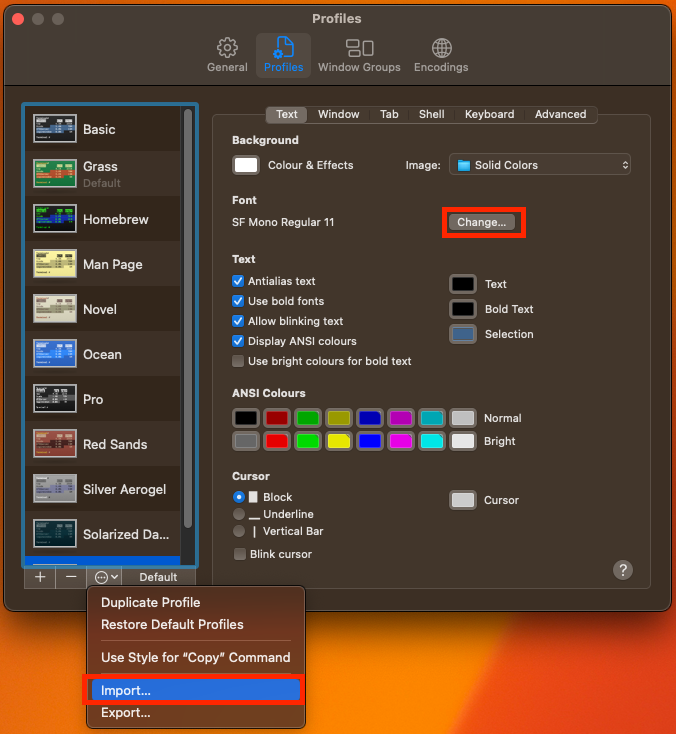 Profiles
General
Profiles
Window Groups
Encodings
Text
Window
Tab
Shell
Keyboard
Advanced
Basic
Grass
Default
Homebrew
Man Page
Novel
Ocean
Pro
Red Sands
Silver Aerogel
Solarized Da...
Default
Background
Colour & Effects
Image:
Solid Colors
Font
SF Mono Regular 11
Change...
Text
Antialias text
Use bold fonts
Allow blinking text
Display ANSI colours
Use bright colours for bold text
Text
Bold Text
Selection
ANSI Colours
Normal
Bright
Cursor
Block
Underline
Vertical Bar
Blink cursor
Cursor
?
Duplicate Profile
Restore Default Profiles
Use Style for “Copy” Command
Import...
Export...